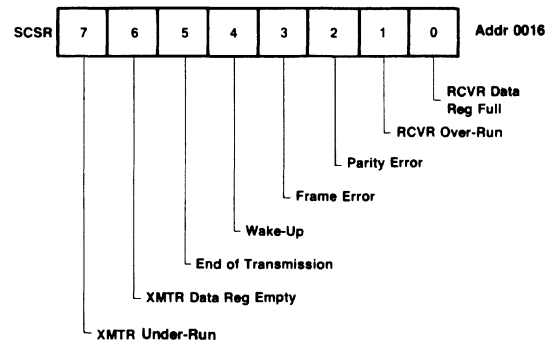 SCSR 7 6 5 4 3 2 1 0 Addr 0016
RCVR Data
Reg Full
RCVR Over-Run
Parity Error
Frame Error
Wake-Up
End of Transmission
XMTR Data Reg Empty
XMTR Under-Run